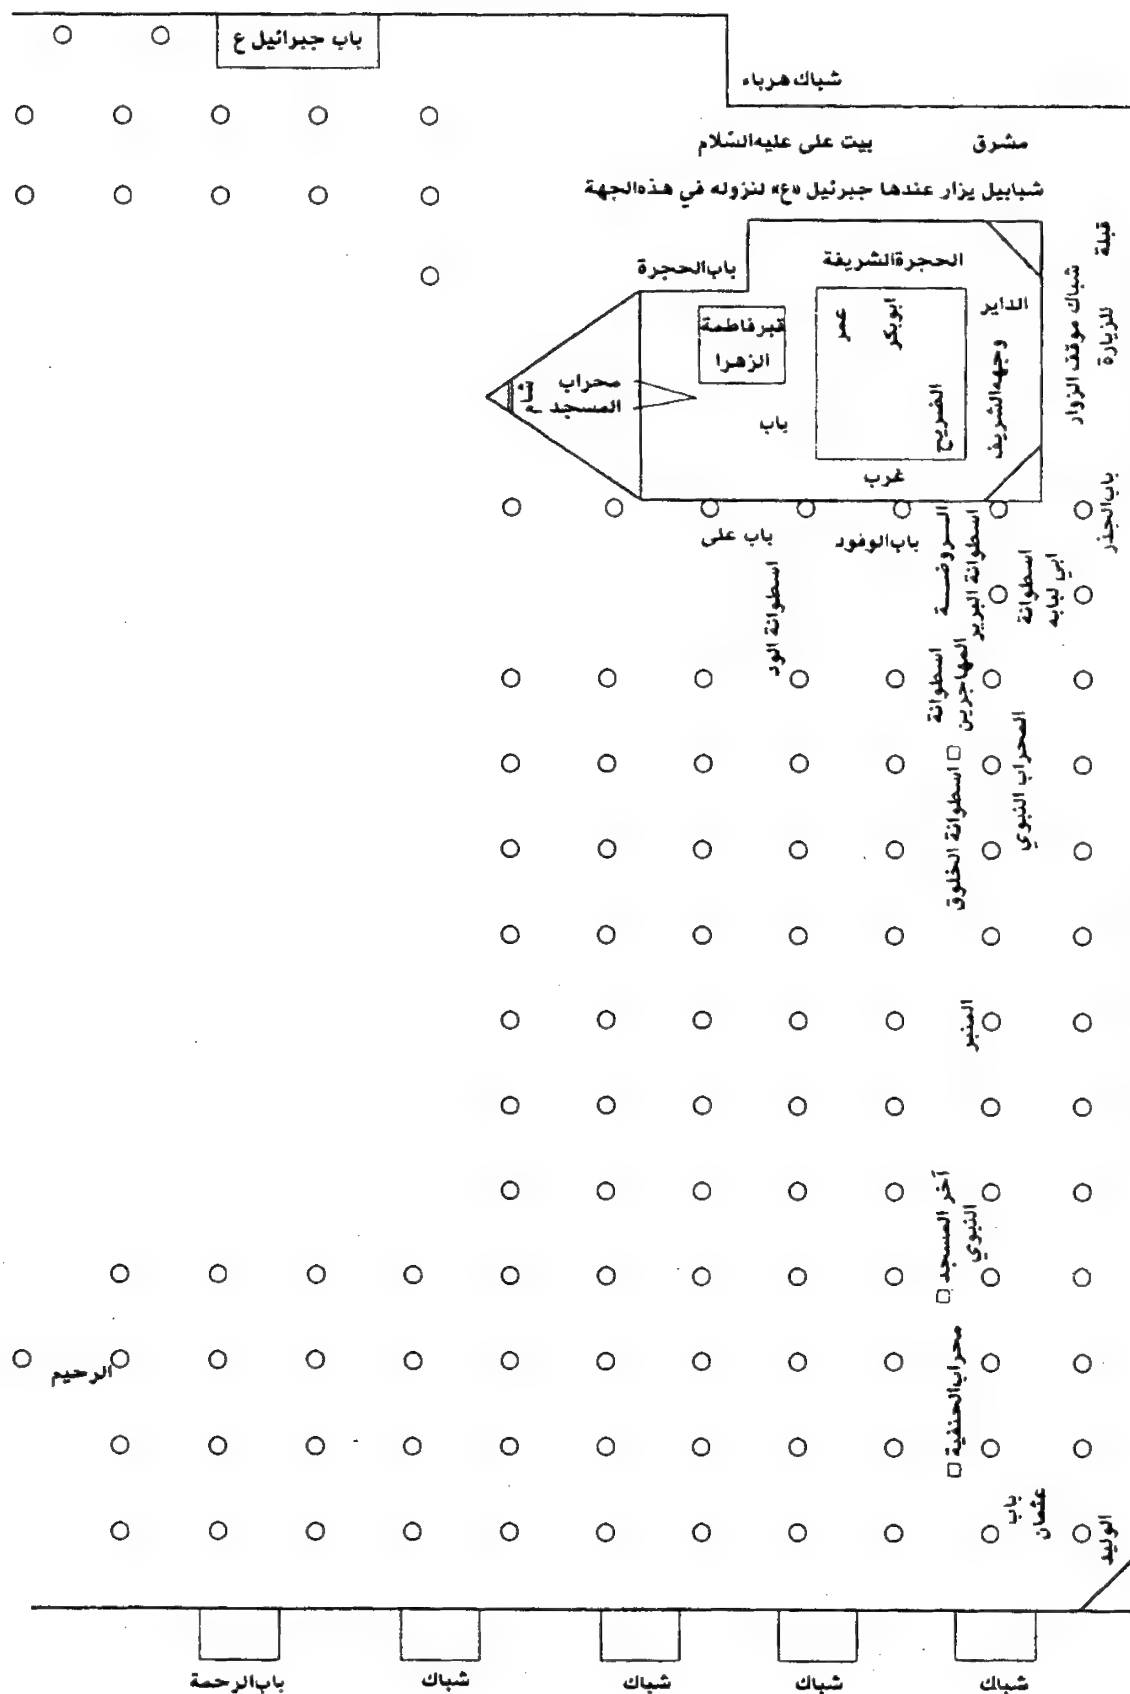 باب جبرائيل ع
شباك هرباء
مشرق
بيت على عليه السّلام
شبابيل يزار عندها جبرئيل «ع» لنزوله في هذه الجهة
قبلة
للزيارة
شباك موقف الزوار
باب الحجرة
الحجرة الشريفة
الداير
وجهه الشريف
ابوبكر
عمر
الضريح
قبر فاطمة
الزهرا
محراب
المسجد
شام
باب
غرب
باب الجذر
باب على
باب الوفود
الروضة
اسطوانة البرير
اسطوانة
ابي لبابه
اسطوانة الود
اسطوانة
المهاجرين
المحراب النبوي
اسطوانة الخلوق
المنبر
آخر المسجد
النبوي
محراب الحنفية
الرحيم
باب
عثمان
الوليد
شباك
شباك
شباك
شباك
باب الرحمة